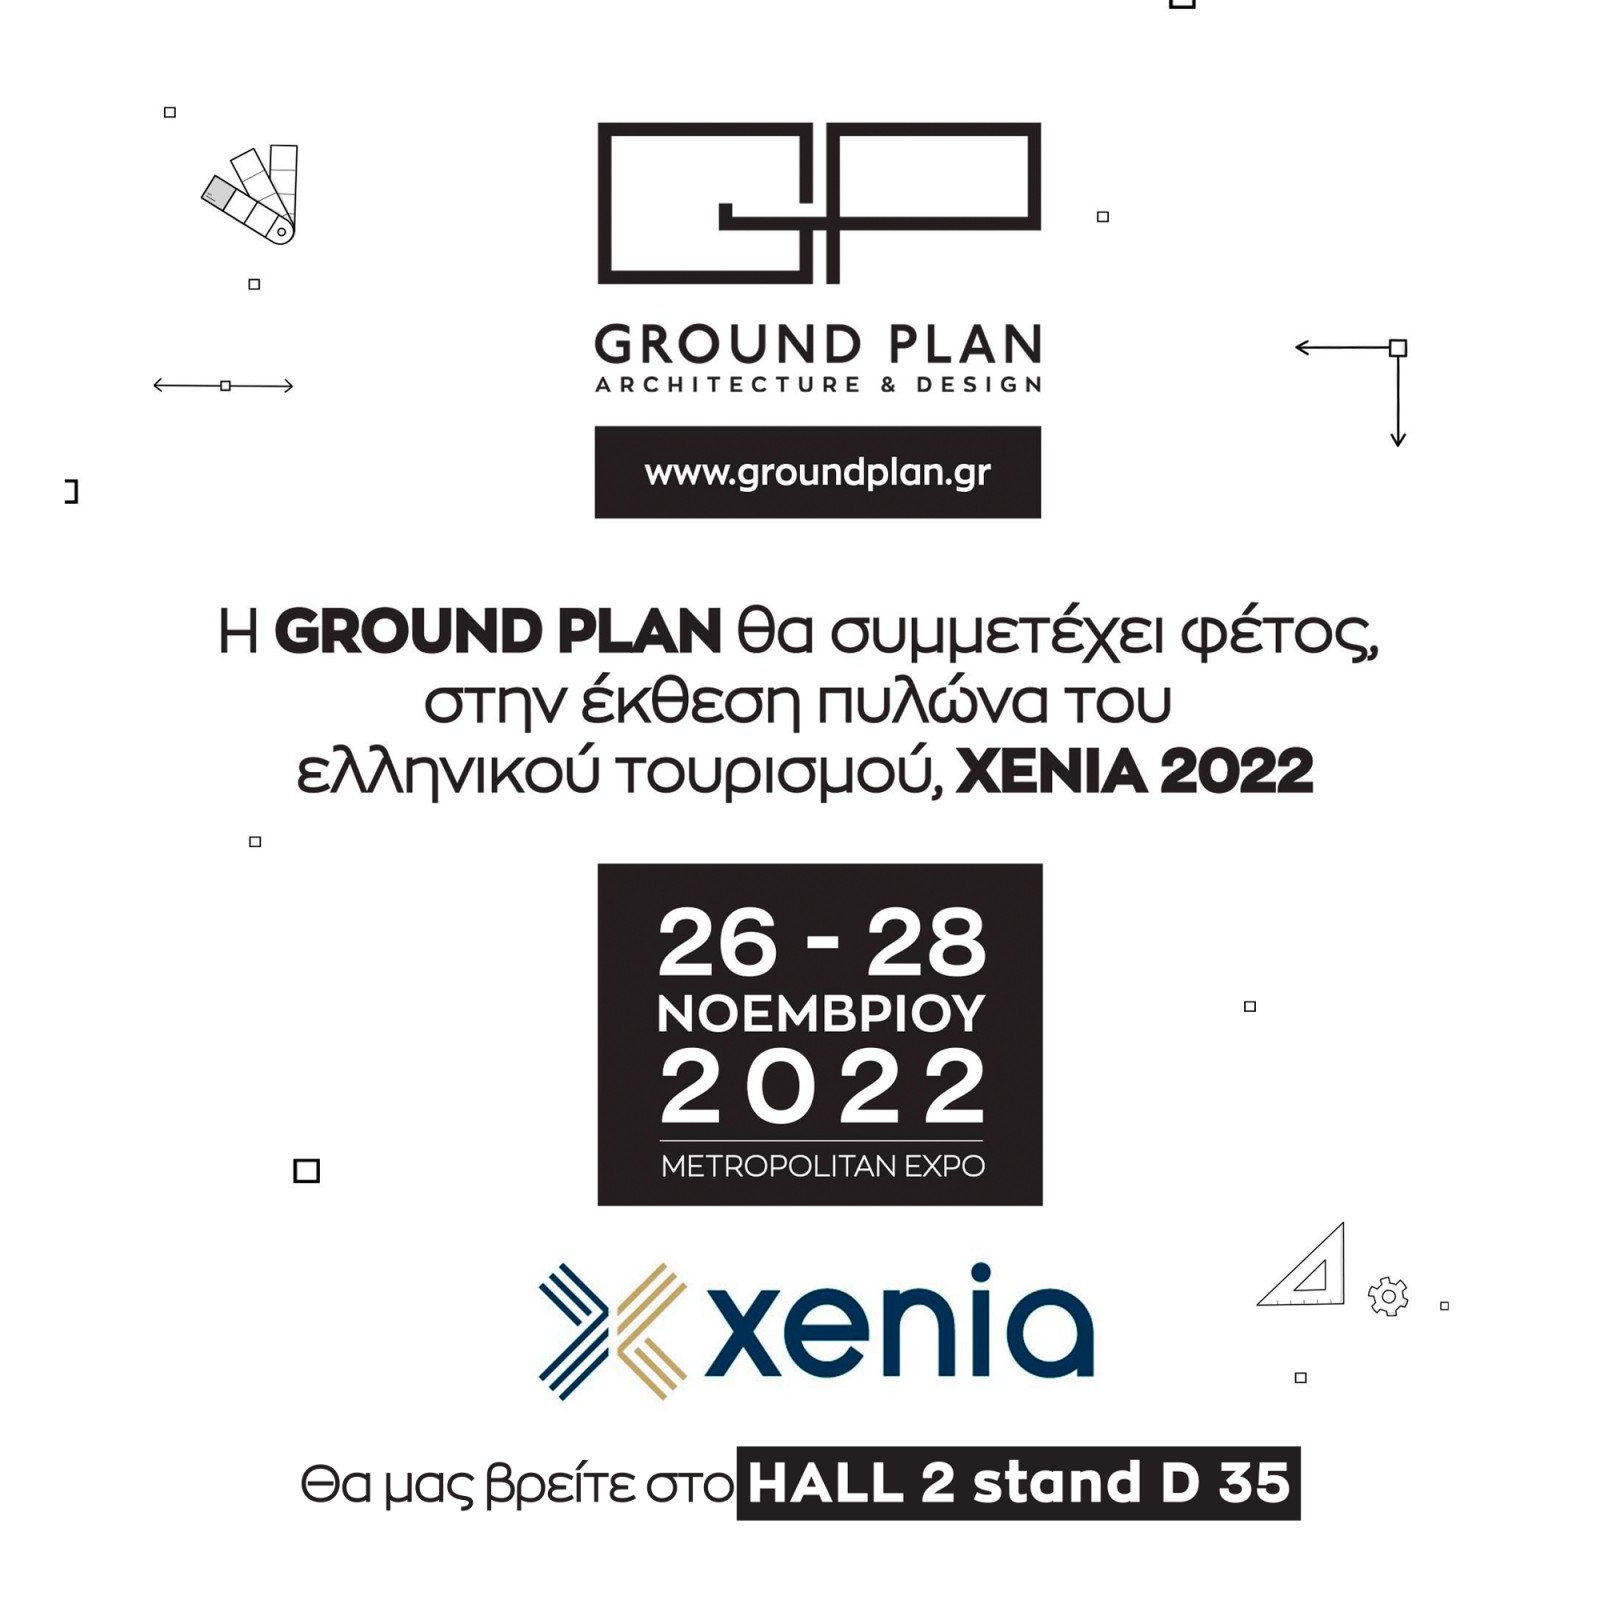 GP
GROUND PLAN
ARCHITECTURE & DESIGN
www.groundplan.gr
Η GROUND PLAN θα συμμετέχει φέτος,
στην έκθεση πυλώνα του
ελληνικού τουρισμού, XENIA 2022
26 - 28
ΝΟΕΜΒΡΙΟΥ
2022
METROPOLITAN EXPO
xenia
Θα μας βρείτε στο HALL 2 stand D 35